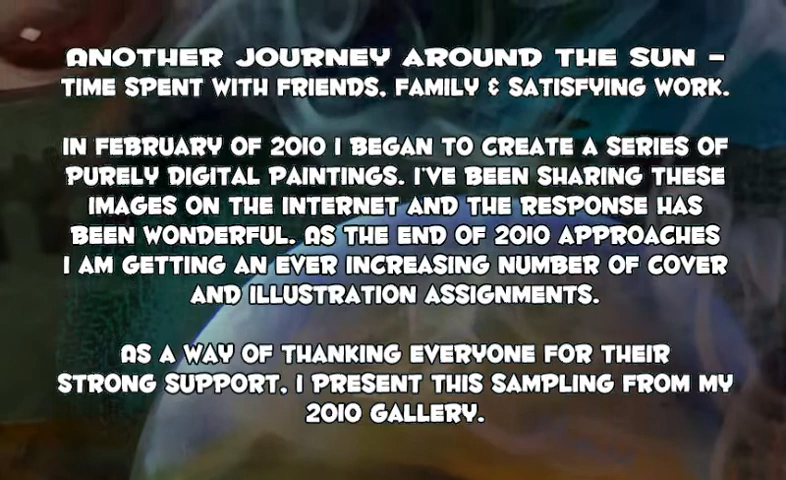 ANOTHER JOURNEY AROUND THE SUN –
TIME SPENT WITH FRIENDS, FAMILY & SATISFYING WORK.
IN FEBRUARY OF 2010 I BEGAN TO CREATE A SERIES OF
PURELY DIGITAL PAINTINGS. I'VE BEEN SHARING THESE
IMAGES ON THE INTERNET AND THE RESPONSE HAS
BEEN WONDERFUL. AS THE END OF 2010 APPROACHES
I AM GETTING AN EVER INCREASING NUMBER OF COVER
AND ILLUSTRATION ASSIGNMENTS.
AS A WAY OF THANKING EVERYONE FOR THEIR
STRONG SUPPORT, I PRESENT THIS SAMPLING FROM MY
2010 GALLERY.